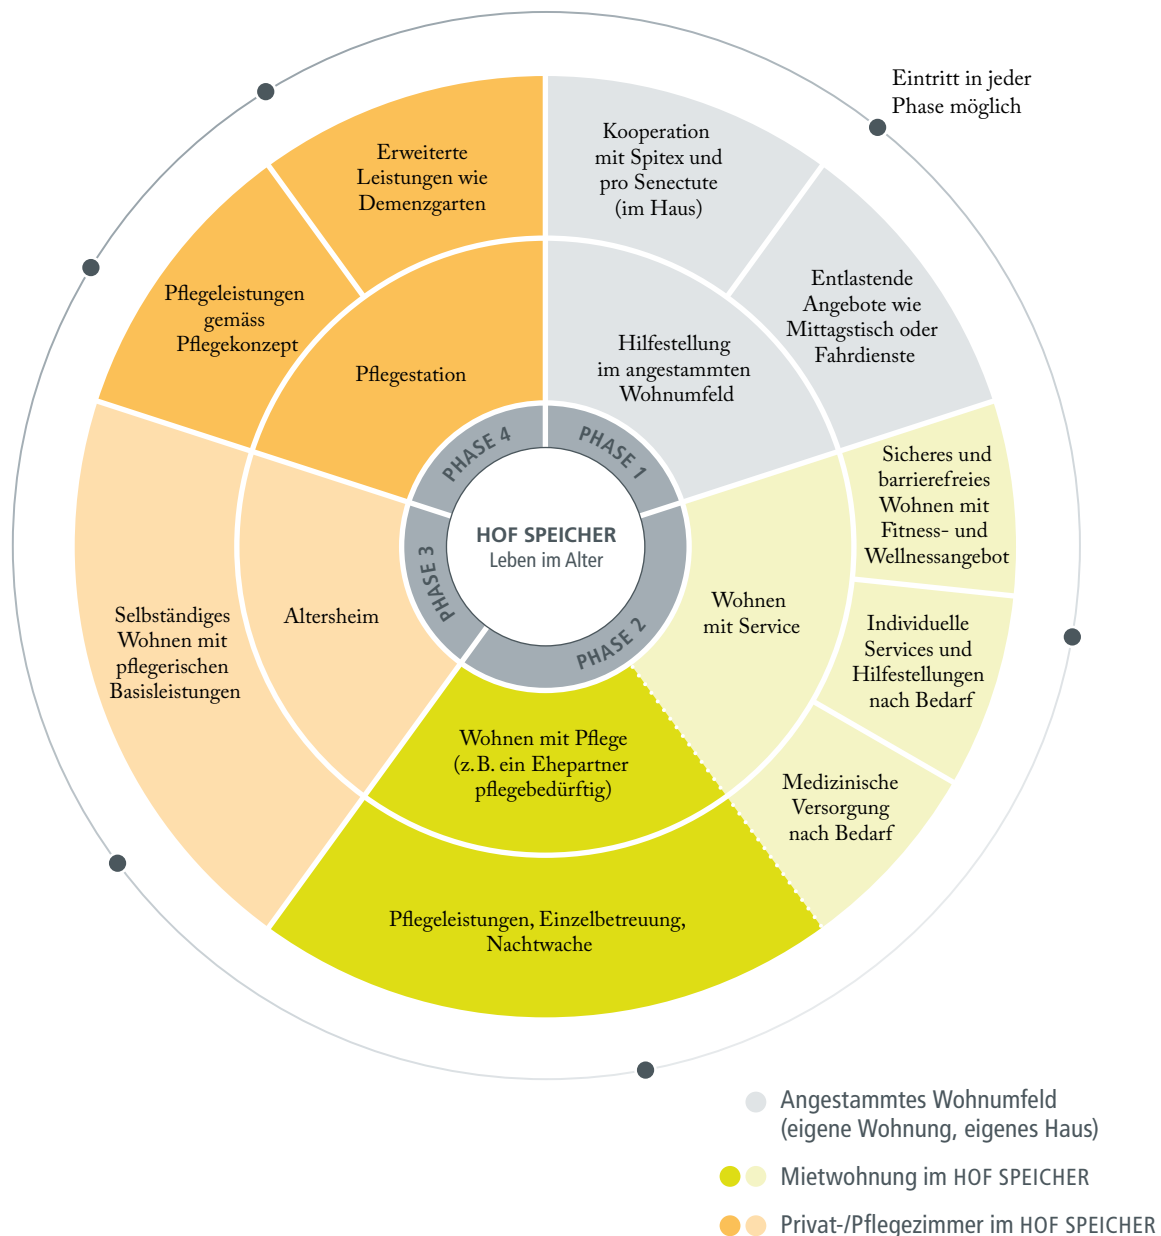 Eintritt in jeder
Phase möglich
Kooperation
mit Spitex und
pro Senectute
(im Haus)
Entlastende
Angebote wie
Mittagstisch oder
Fahrdienste
Hilfestellung
im angestammten
Wohnumfeld
PHASE 1
Sicheres und
barrierefreies
Wohnen mit
Fitness- und
Wellnessangebot
Individuelle
Services und
Hilfestellungen
nach Bedarf
Medizinische
Versorgung
nach Bedarf
Wohnen
mit Service
PHASE 2
Wohnen mit Pflege
(z. B. ein Ehepartner
pflegebedürftig)
Pflegeleistungen, Einzelbetreuung,
Nachtwache
PHASE 3
Altersheim
Selbständiges
Wohnen mit
pflegerischen
Basisleistungen
PHASE 4
Pflegestation
Pflegeleistungen
gemäss
Pflegekonzept
Erweiterte
Leistungen wie
Demenzgarten
HOF SPEICHER
Leben im Alter
Angestammtes Wohnumfeld
(eigene Wohnung, eigenes Haus)
Mietwohnung im HOF SPEICHER
Privat-/Pflegezimmer im HOF SPEICHER